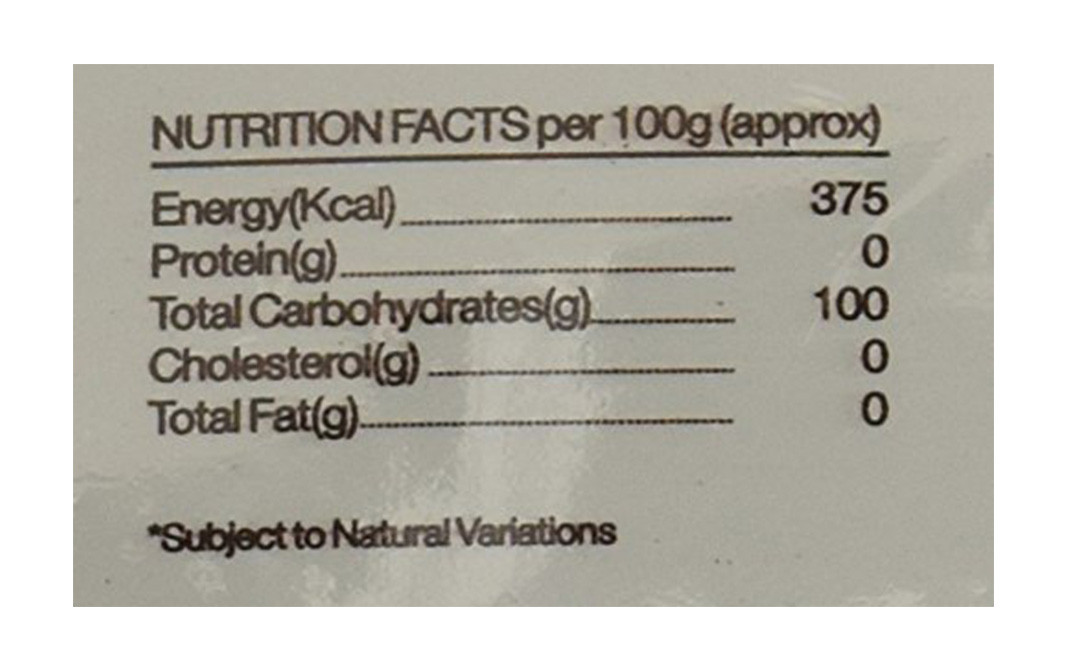 NUTRITION FACTS per 100g (approx)
Energy(Kcal) 375
Protein(g) 0
Total Carbohydrates(g) 100
Cholesterol(g) 0
Total Fat(g) 0
*Subject to Natural Variations